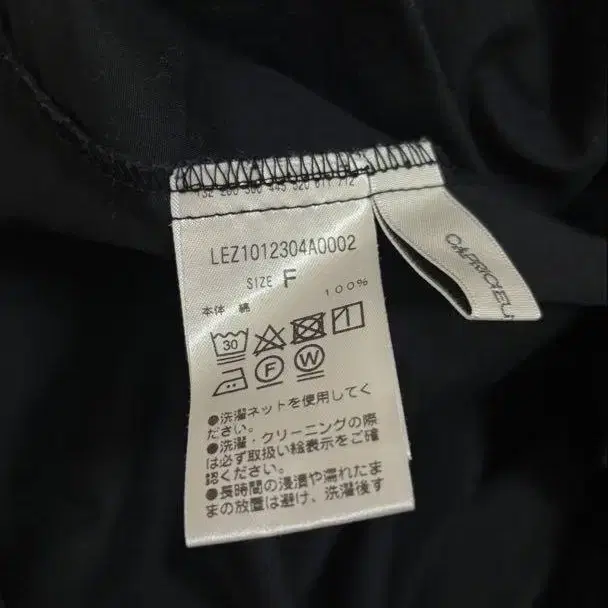 LEZ1012304A0002
SIZE F
本体 綿 100%
30
F W
●洗濯ネットを使用してく
ださい。
●洗濯・クリーニングの際
は必ず取扱い絵表示をご確
認ください。
●長時間の浸漬や濡れたま
まの放置は避け、洗濯後す